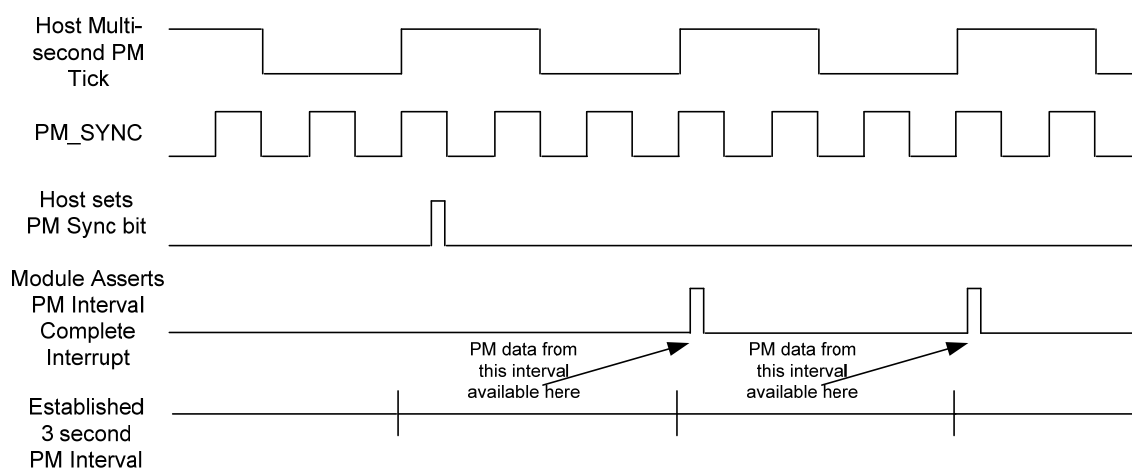 Host Multi-
second PM
Tick
PM_SYNC
Host sets
PM Sync bit
Module Asserts
PM Interval
Complete
Interrupt
PM data from
this interval
available here
PM data from
this interval
available here
Established
3 second
PM Interval